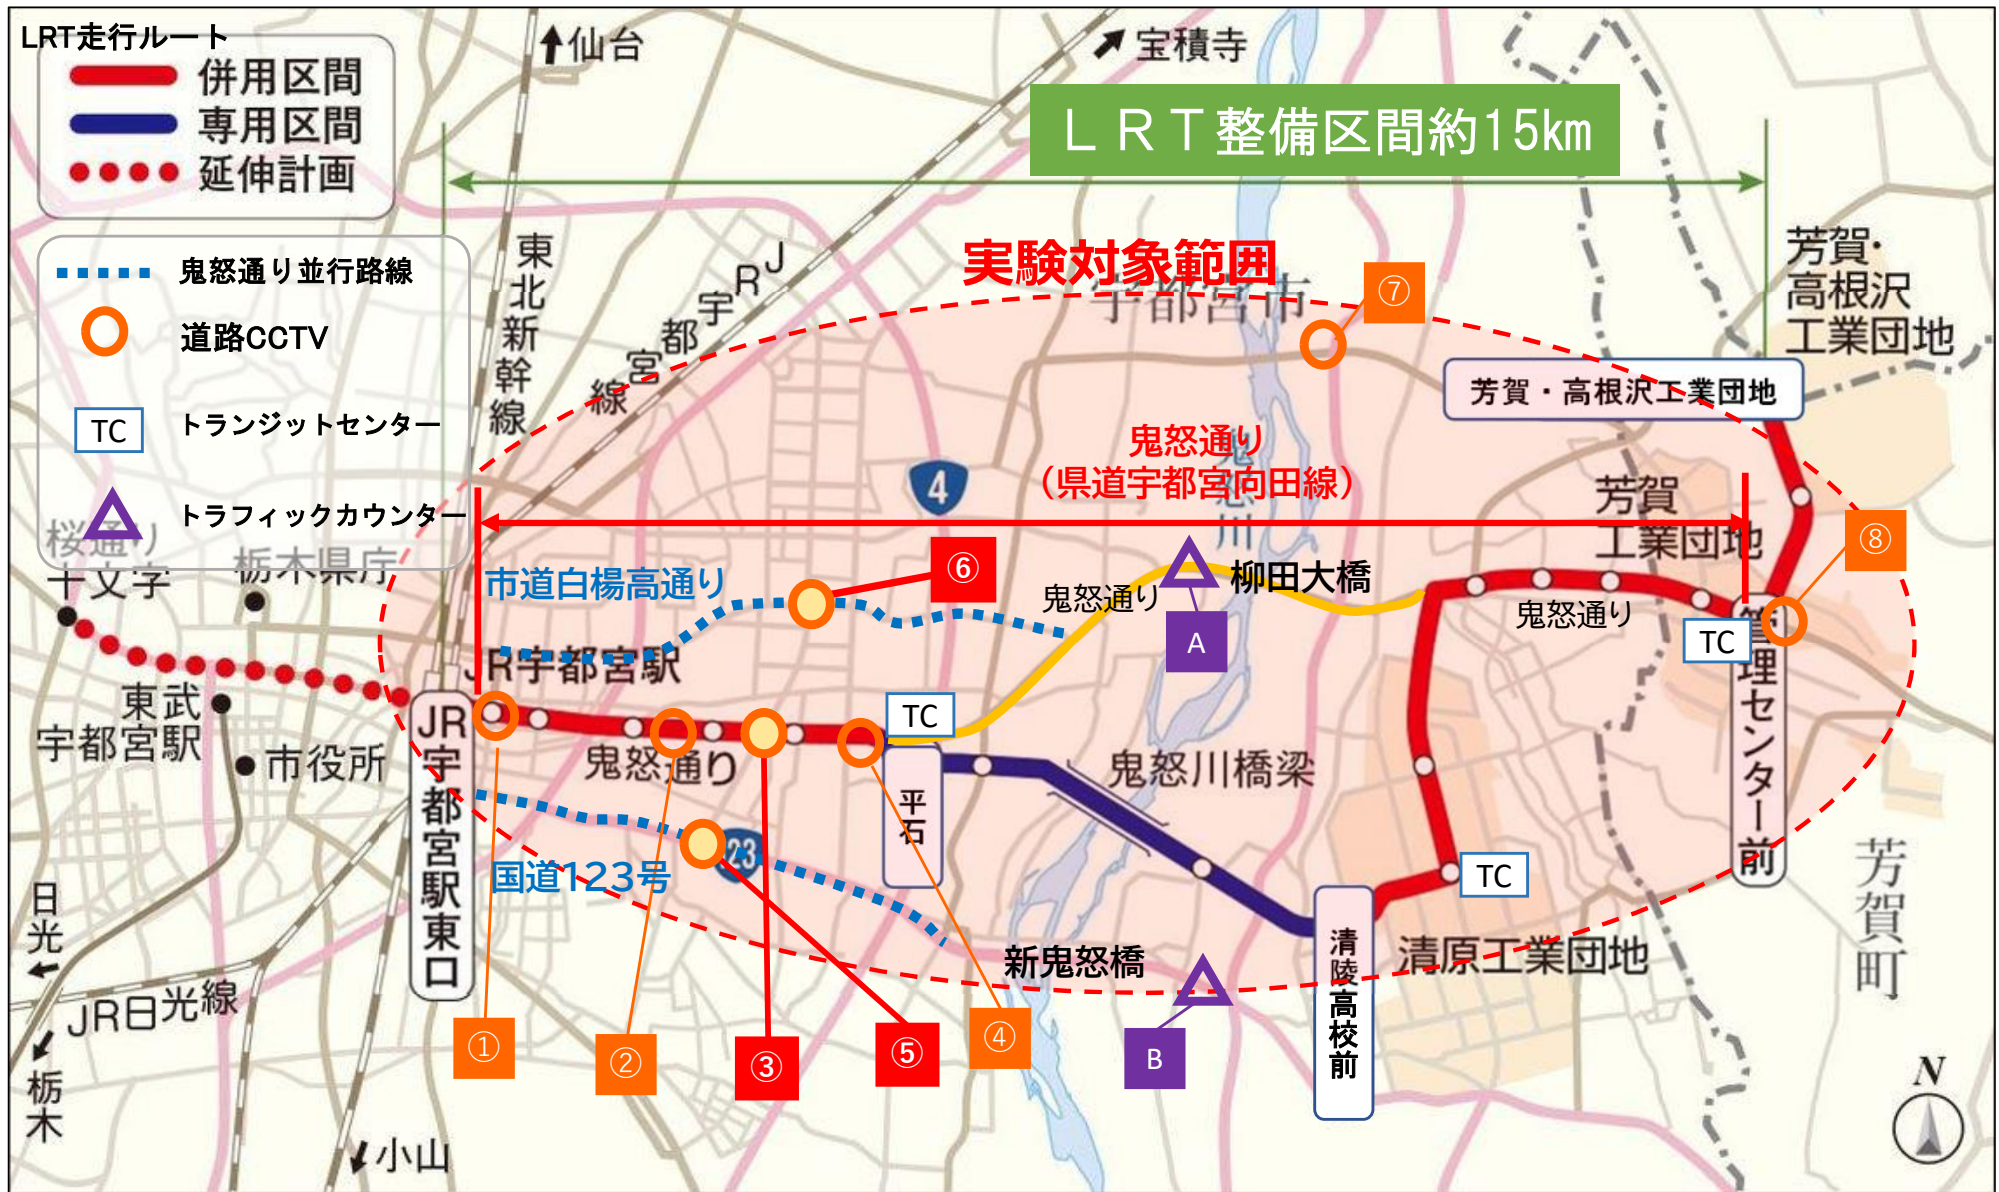 LRT走行ルート
併用区間
専用区間
延伸計画
鬼怒通り並行路線
道路CCTV
TC
トランジットセンター
トラフィックカウンター
仙台
宝積寺
LRT整備区間約15km
東北新幹線
JR宇都宮線
実験対象範囲
宇都宮市
⑦
芳賀・
高根沢
工業団地
芳賀・高根沢工業団地
4
鬼怒通り
（県道宇都宮向田線）
鬼怒川
芳賀
工業団地
⑧
桜通り
十文字
栃木県庁
市道白楊高通り
⑥
鬼怒通り
柳田大橋
A
鬼怒通り
TC
管理センター前
JR宇都宮駅
東武
宇都宮駅
市役所
JR宇都宮駅東口
鬼怒通り
TC
平石
鬼怒川橋梁
国道123号
23
TC
清陵高校前
清原工業団地
芳賀町
新鬼怒橋
B
日光
JR日光線
栃木
小山
①
②
③
⑤
④
N